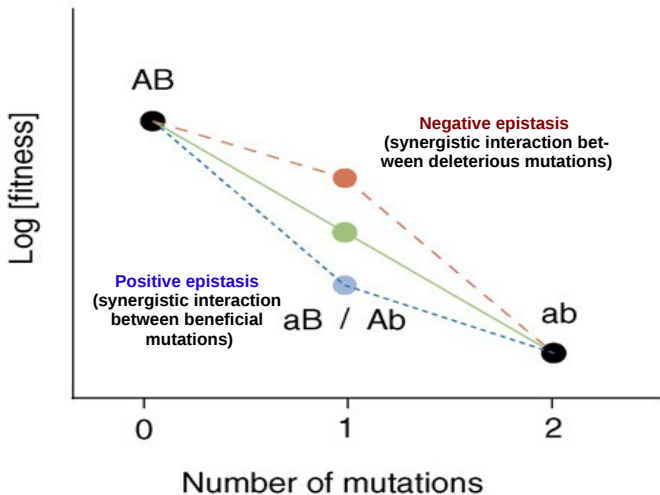 AB
Log [fitness]
Negative epistasis
(synergistic interaction bet-
ween deleterious mutations)
Positive epistasis
(synergistic interaction
between beneficial
mutations)
aB / Ab
ab
0
1
2
Number of mutations